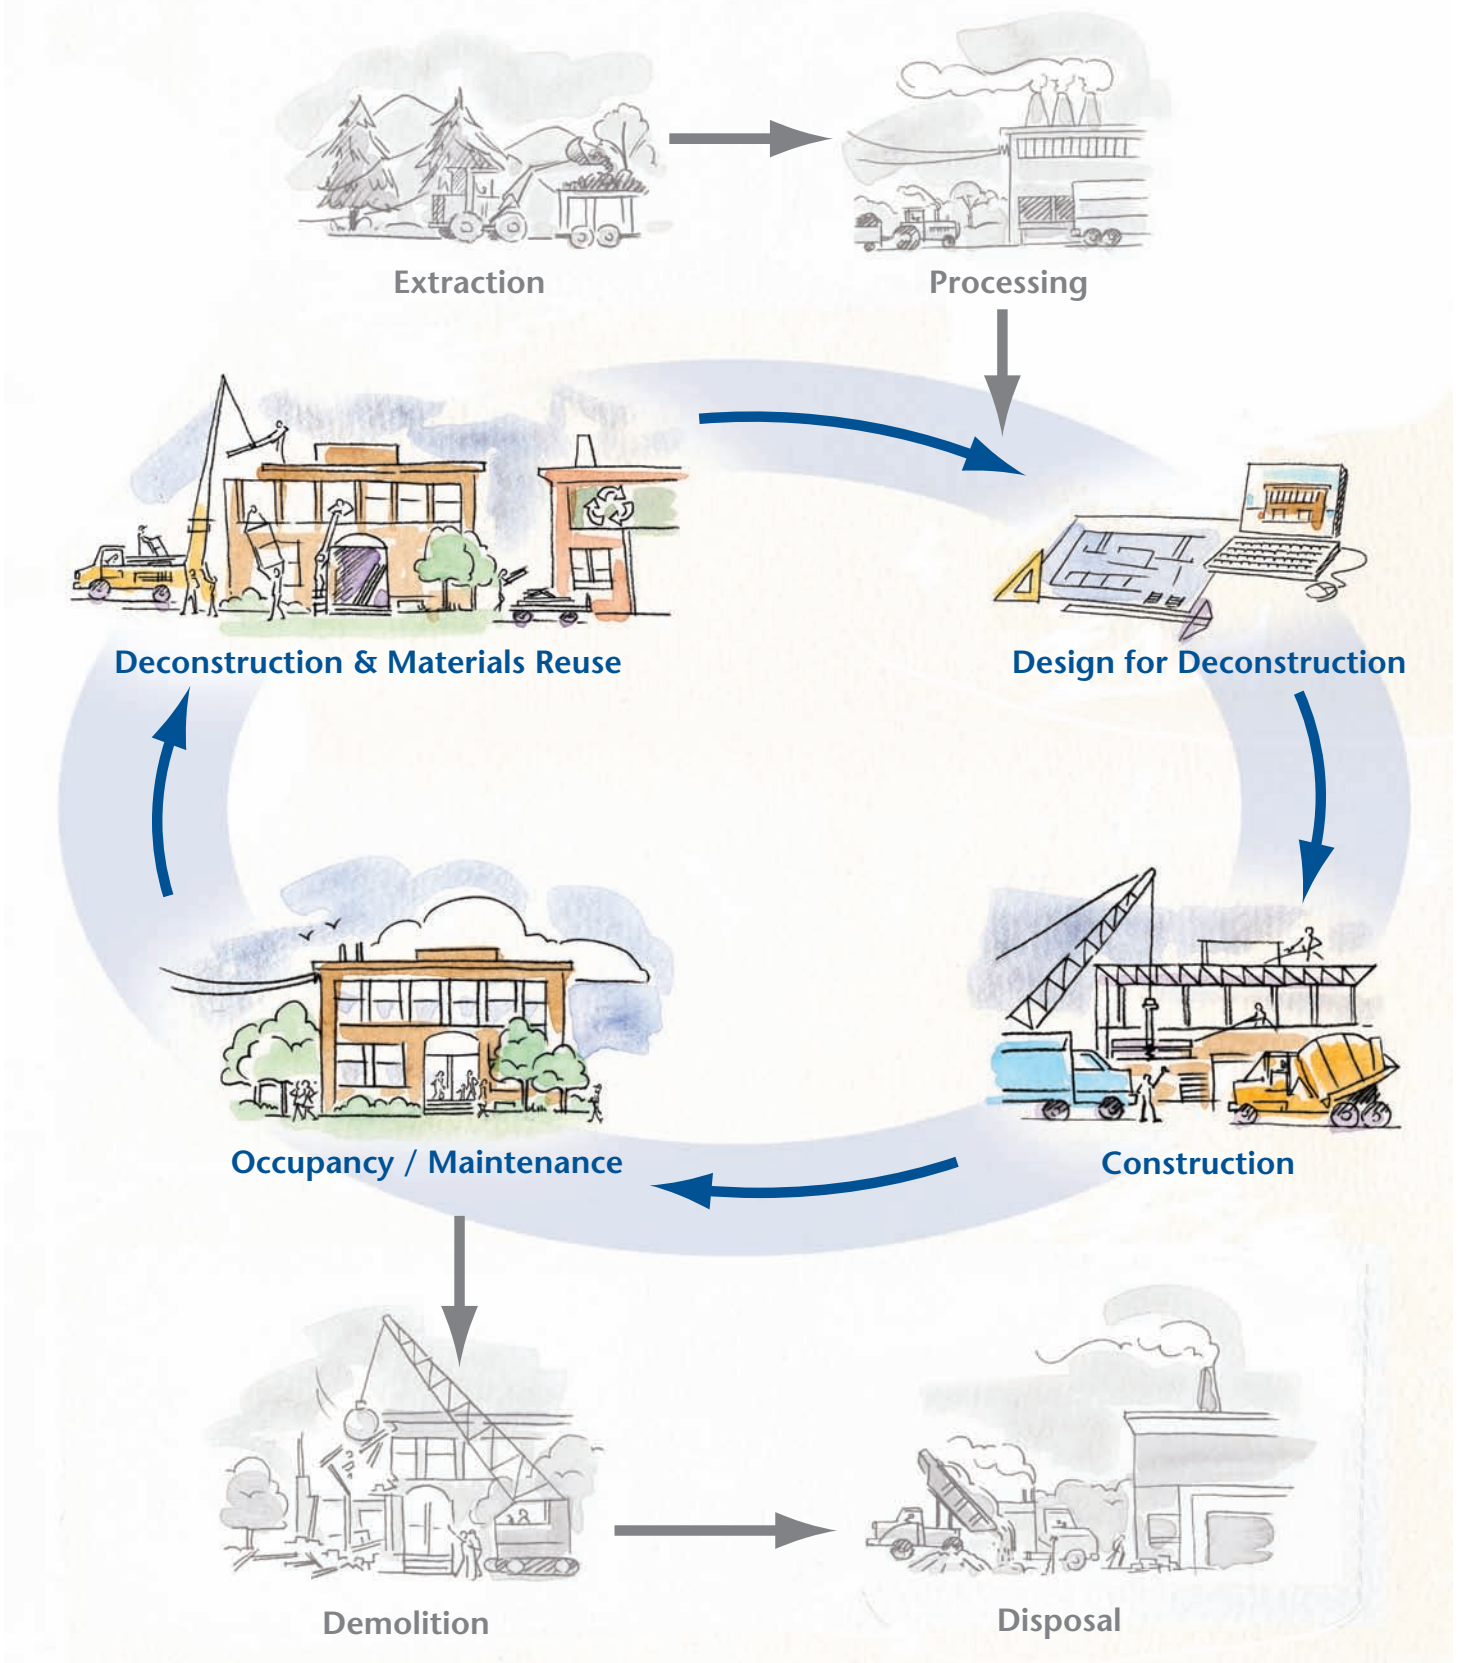 Extraction
Processing
Deconstruction & Materials Reuse
Design for Deconstruction
Occupancy / Maintenance
Construction
Demolition
Disposal